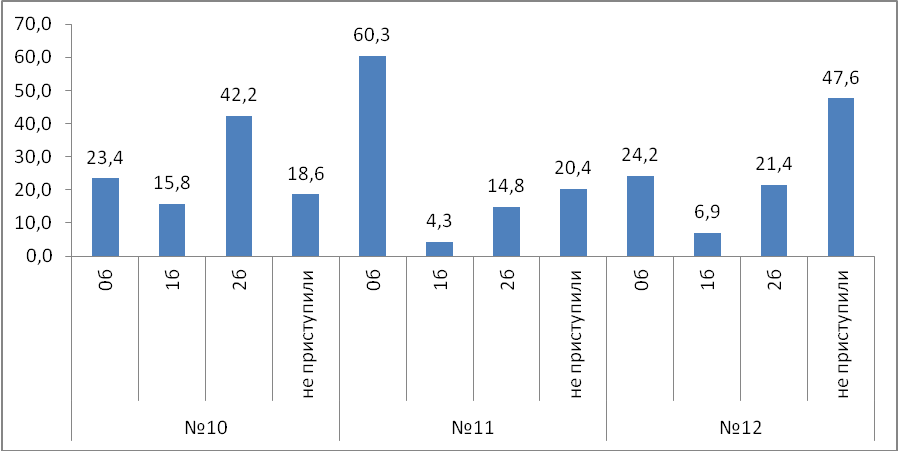 70,0
60,0
50,0
40,0
30,0
20,0
10,0
0,0
23,4
15,8
42,2
18,6
60,3
4,3
14,8
20,4
24,2
6,9
21,4
47,6
0б
1б
2б
не приступили
0б
1б
2б
не приступили
0б
1б
2б
не приступили
№10
№11
№12